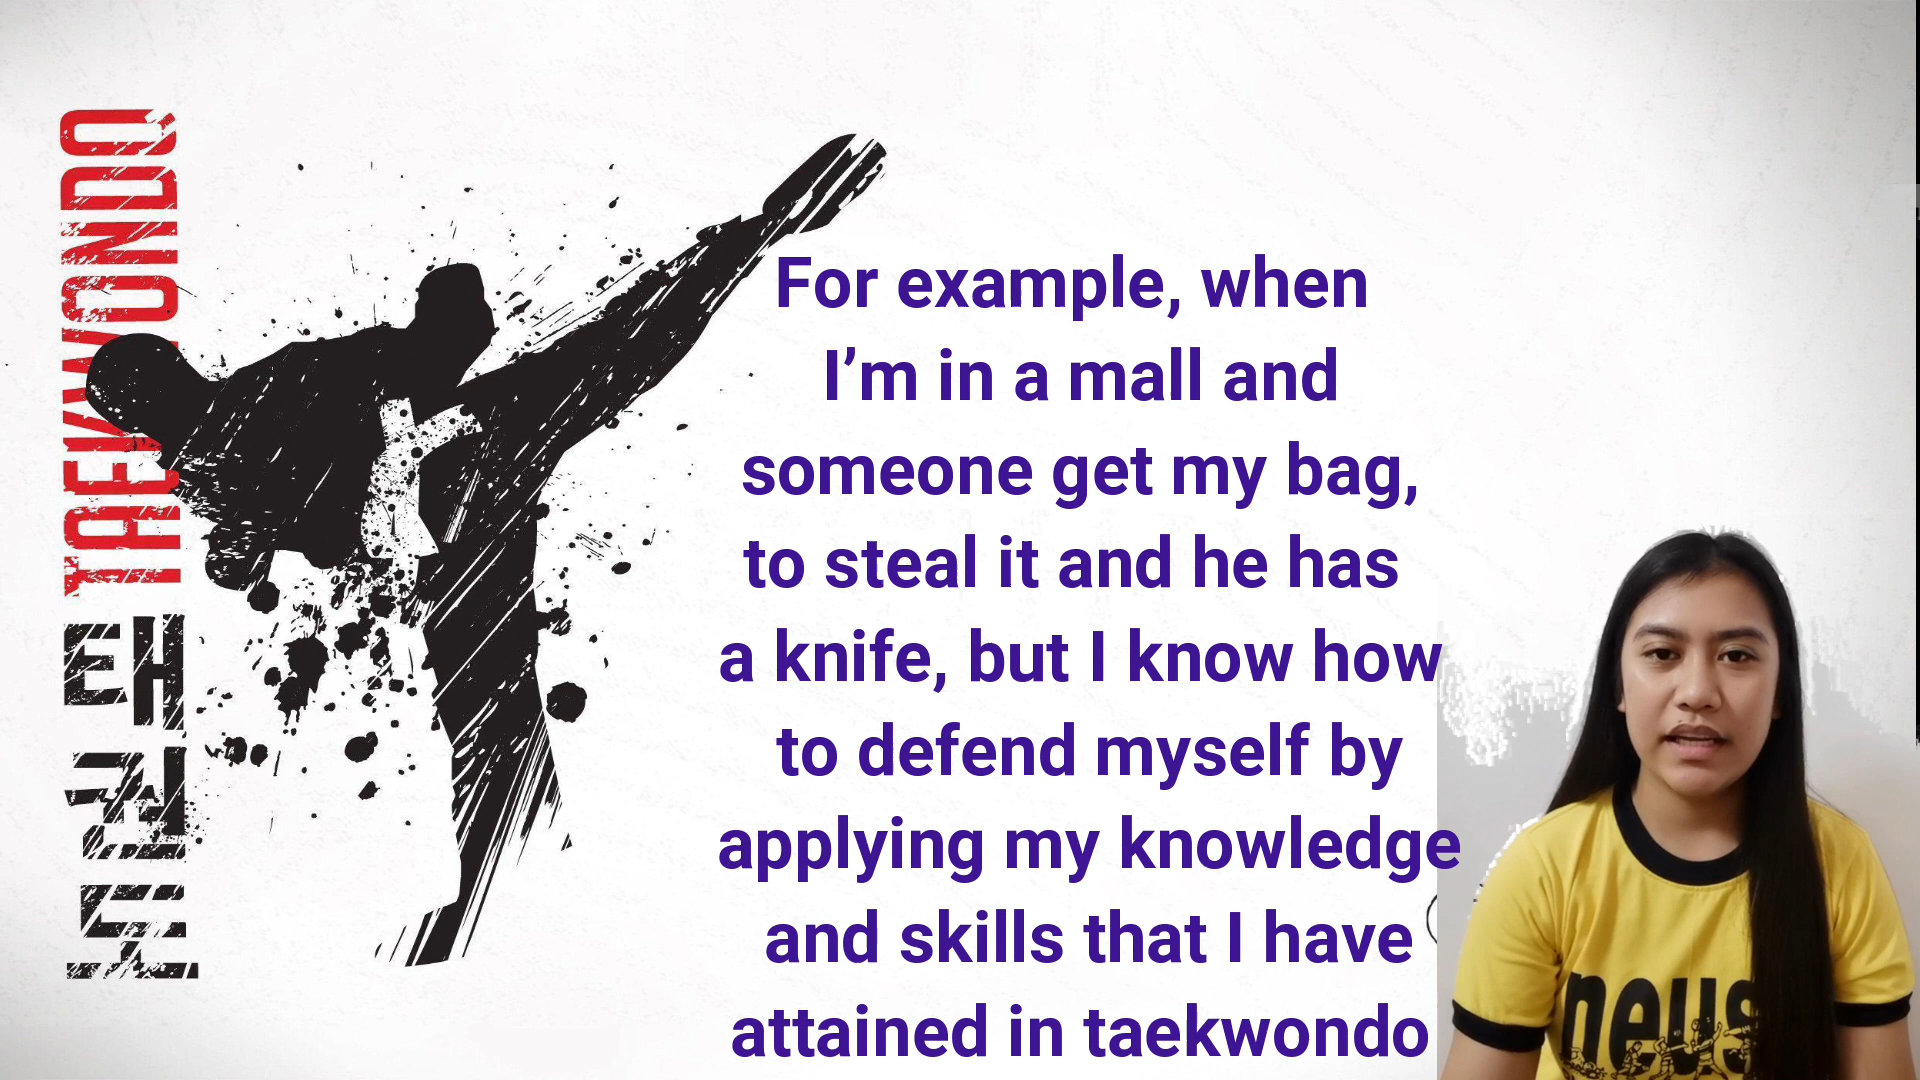 TAEKWONDO
태권도
For example, when
I’m in a mall and
someone get my bag,
to steal it and he has
a knife, but I know how
to defend myself by
applying my knowledge
and skills that I have
attained in taekwondo
neus